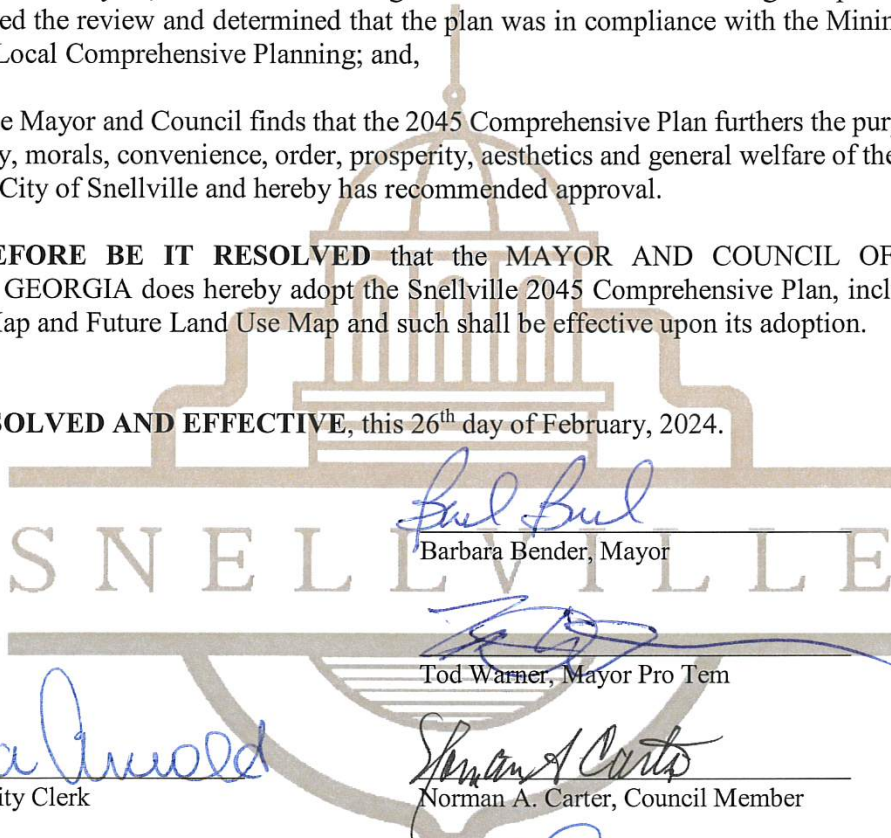 ed the review and determined that the plan was in compliance with the Minim
Local Comprehensive Planning; and,
e Mayor and Council finds that the 2045 Comprehensive Plan furthers the purp
y, morals, convenience, order, prosperity, aesthetics and general welfare of the
City of Snellville and hereby has recommended approval.
EFORE BE IT RESOLVED that the MAYOR AND COUNCIL OF
GEORGIA does hereby adopt the Snellville 2045 Comprehensive Plan, incl
Map and Future Land Use Map and such shall be effective upon its adoption.
SOLVED AND EFFECTIVE, this 26th day of February, 2024.
SNELLVILLE
Barbara Bender, Mayor
Tod Warner, Mayor Pro Tem
a Arnold
ity Clerk
Norman A Carter
Norman A. Carter, Council Member